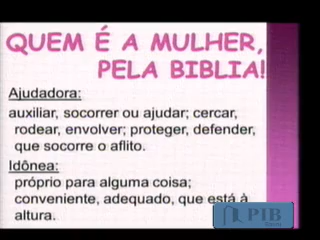 QUEM É A MULHER,
PELA BIBLIA!
Ajudadora:
auxiliar, socorrer ou ajudar; cercar,
rodear, envolver; proteger, defender,
que socorre o aflito.
Idônea:
próprio para alguma coisa;
conveniente, adequado, que está à
altura.
PIB